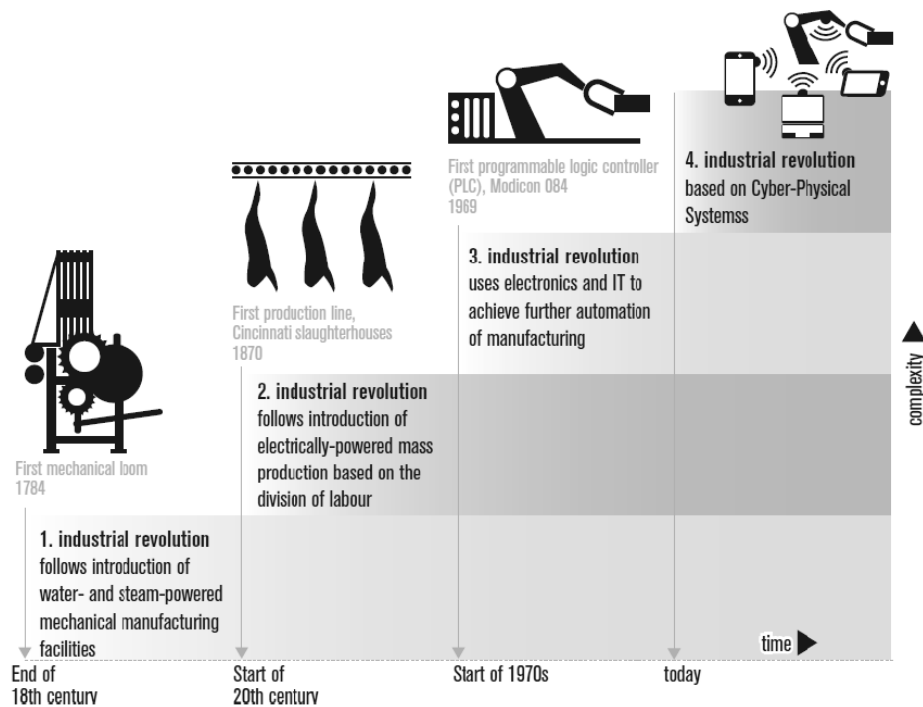 First programmable logic controller
(PLC), Modicon 084
1969
4. industrial revolution
based on Cyber-Physical
Systemss
3. industrial revolution
uses electronics and IT to
achieve further automation
of manufacturing
First production line,
Cincinnati slaughterhouses
1870
2. industrial revolution
follows introduction of
electrically-powered mass
production based on the
division of labour
complexity
First mechanical loom
1784
1. industrial revolution
follows introduction of
water- and steam-powered
mechanical manufacturing
facilities
time
End of
18th century
Start of
20th century
Start of 1970s
today